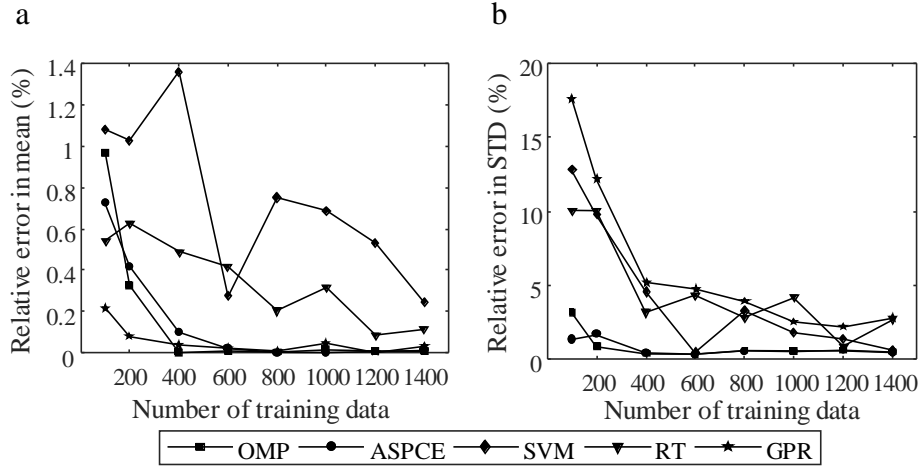 a
b
Relative error in mean (%)
1.4
1.2
1
0.8
0.6
0.4
0.2
0
200 400 600 800 1000 1200 1400
Number of training data
Relative error in STD (%)
20
15
10
5
0
200 400 600 800 1000 1200 1400
Number of training data
OMP ASPCE SVM RT GPR